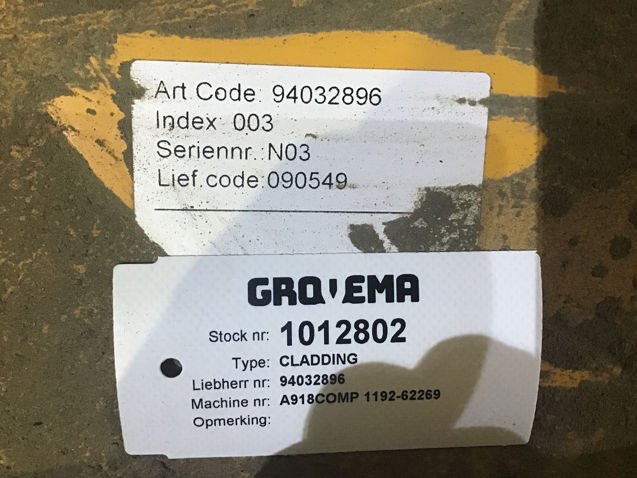 Art.Code: 94032896
Index: 003
Seriennr.:N03
Lief.code:090549
GROVEMA
Stock nr: 1012802
Type: CLADDING
Liebherr nr: 94032896
Machine nr: A918COMP 1192-62269
Opmerking: